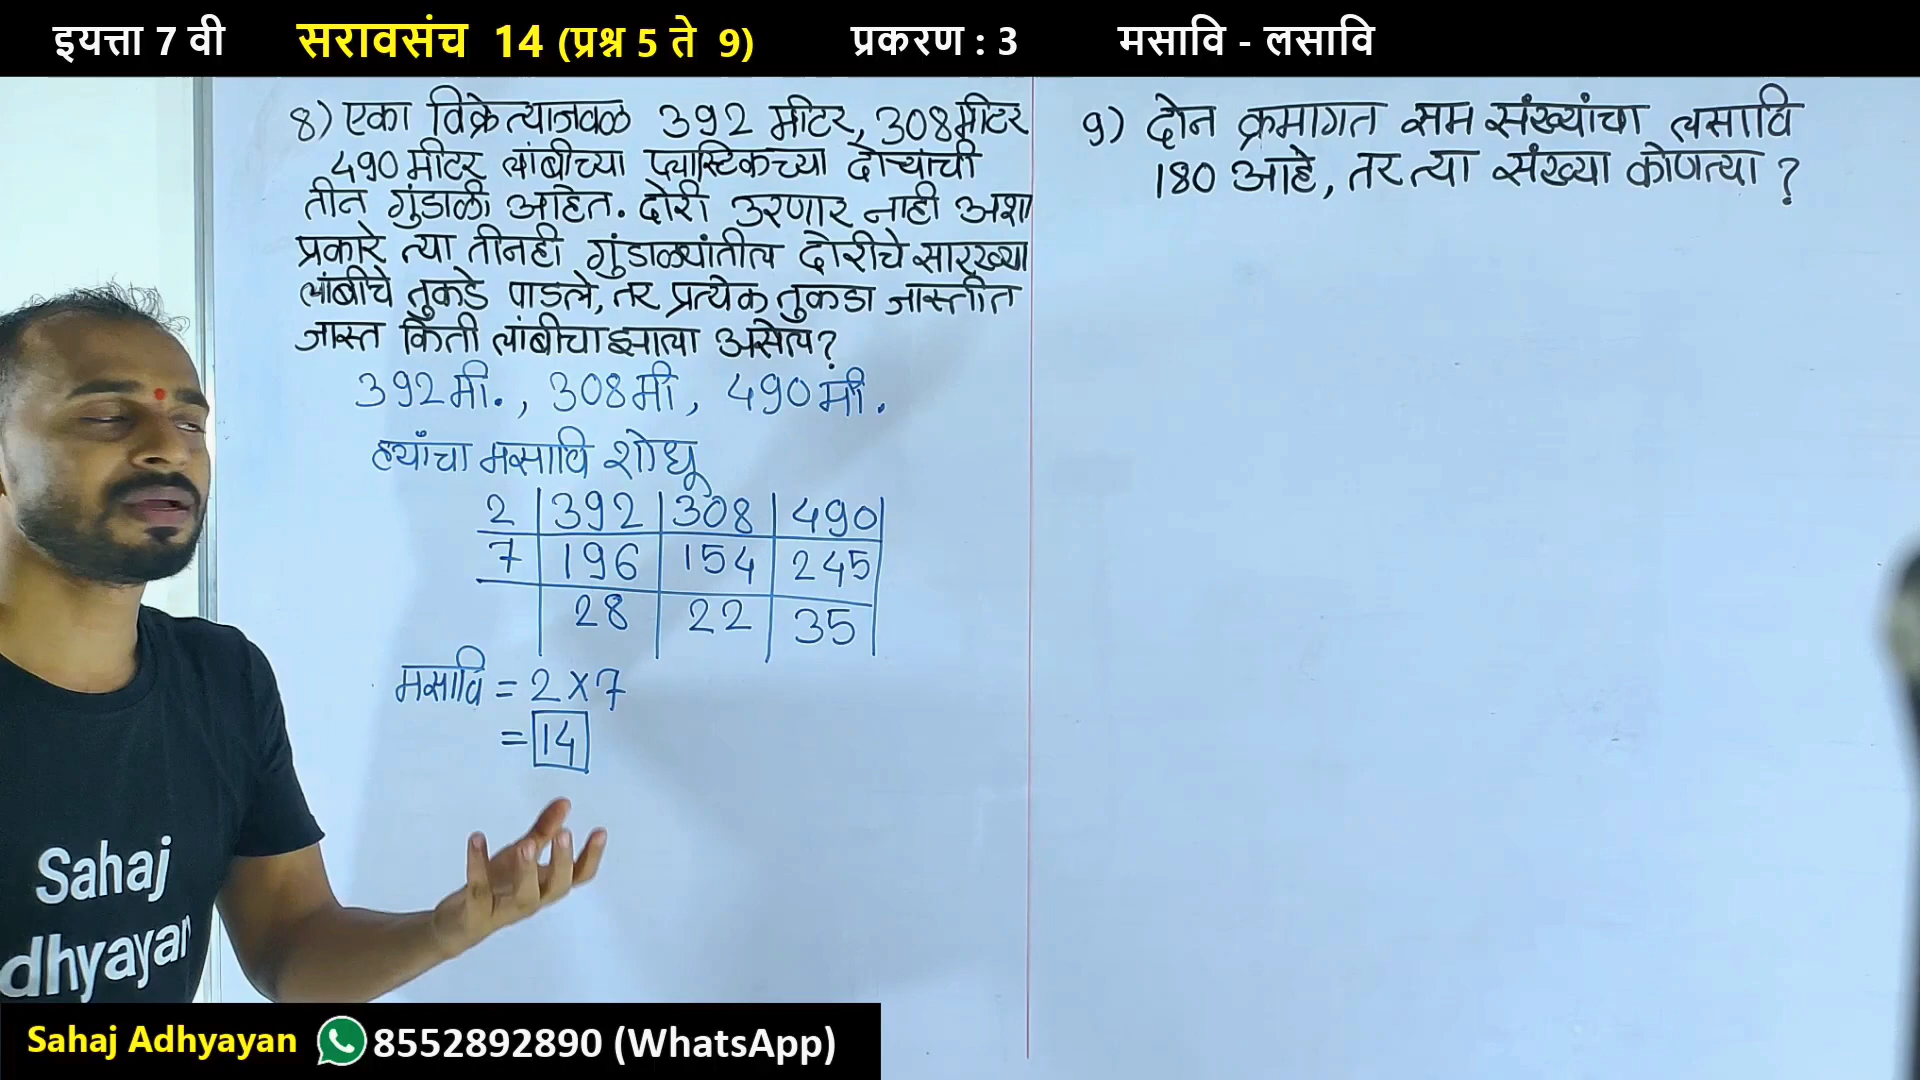 इयत्ता 7 वी सरावसंच 14 (प्रश्न 5 ते 9) प्रकरण : 3 मसावि - लसावि
8) एका विक्रेत्याजवळ 392 मीटर, 308 मीटर
490 मीटर लांबीच्या प्लास्टिकच्या दोऱ्यांची
तीन गुंडाळी आहेत. दोरी उरणार नाही अशा
प्रकारे त्या तीनही गुंडाळ्यांतील दोरीचे सारख्या
लांबीचे तुकडे पाडले, तर प्रत्येक तुकडा जास्तीत
जास्त किती लांबीचा झाला असेल?
392 मी., 308 मी, 490 मी.
ह्यांचा मसावि शोधू
2 392 308 490
7 196 154 245
28 22 35
मसावि = 2 × 7
= 14
9) दोन क्रमागत सम संख्यांचा लसावि
180 आहे, तर त्या संख्या कोणत्या ?
Sahaj
dhyayan
Sahaj Adhyayan 8552892890 (WhatsApp)